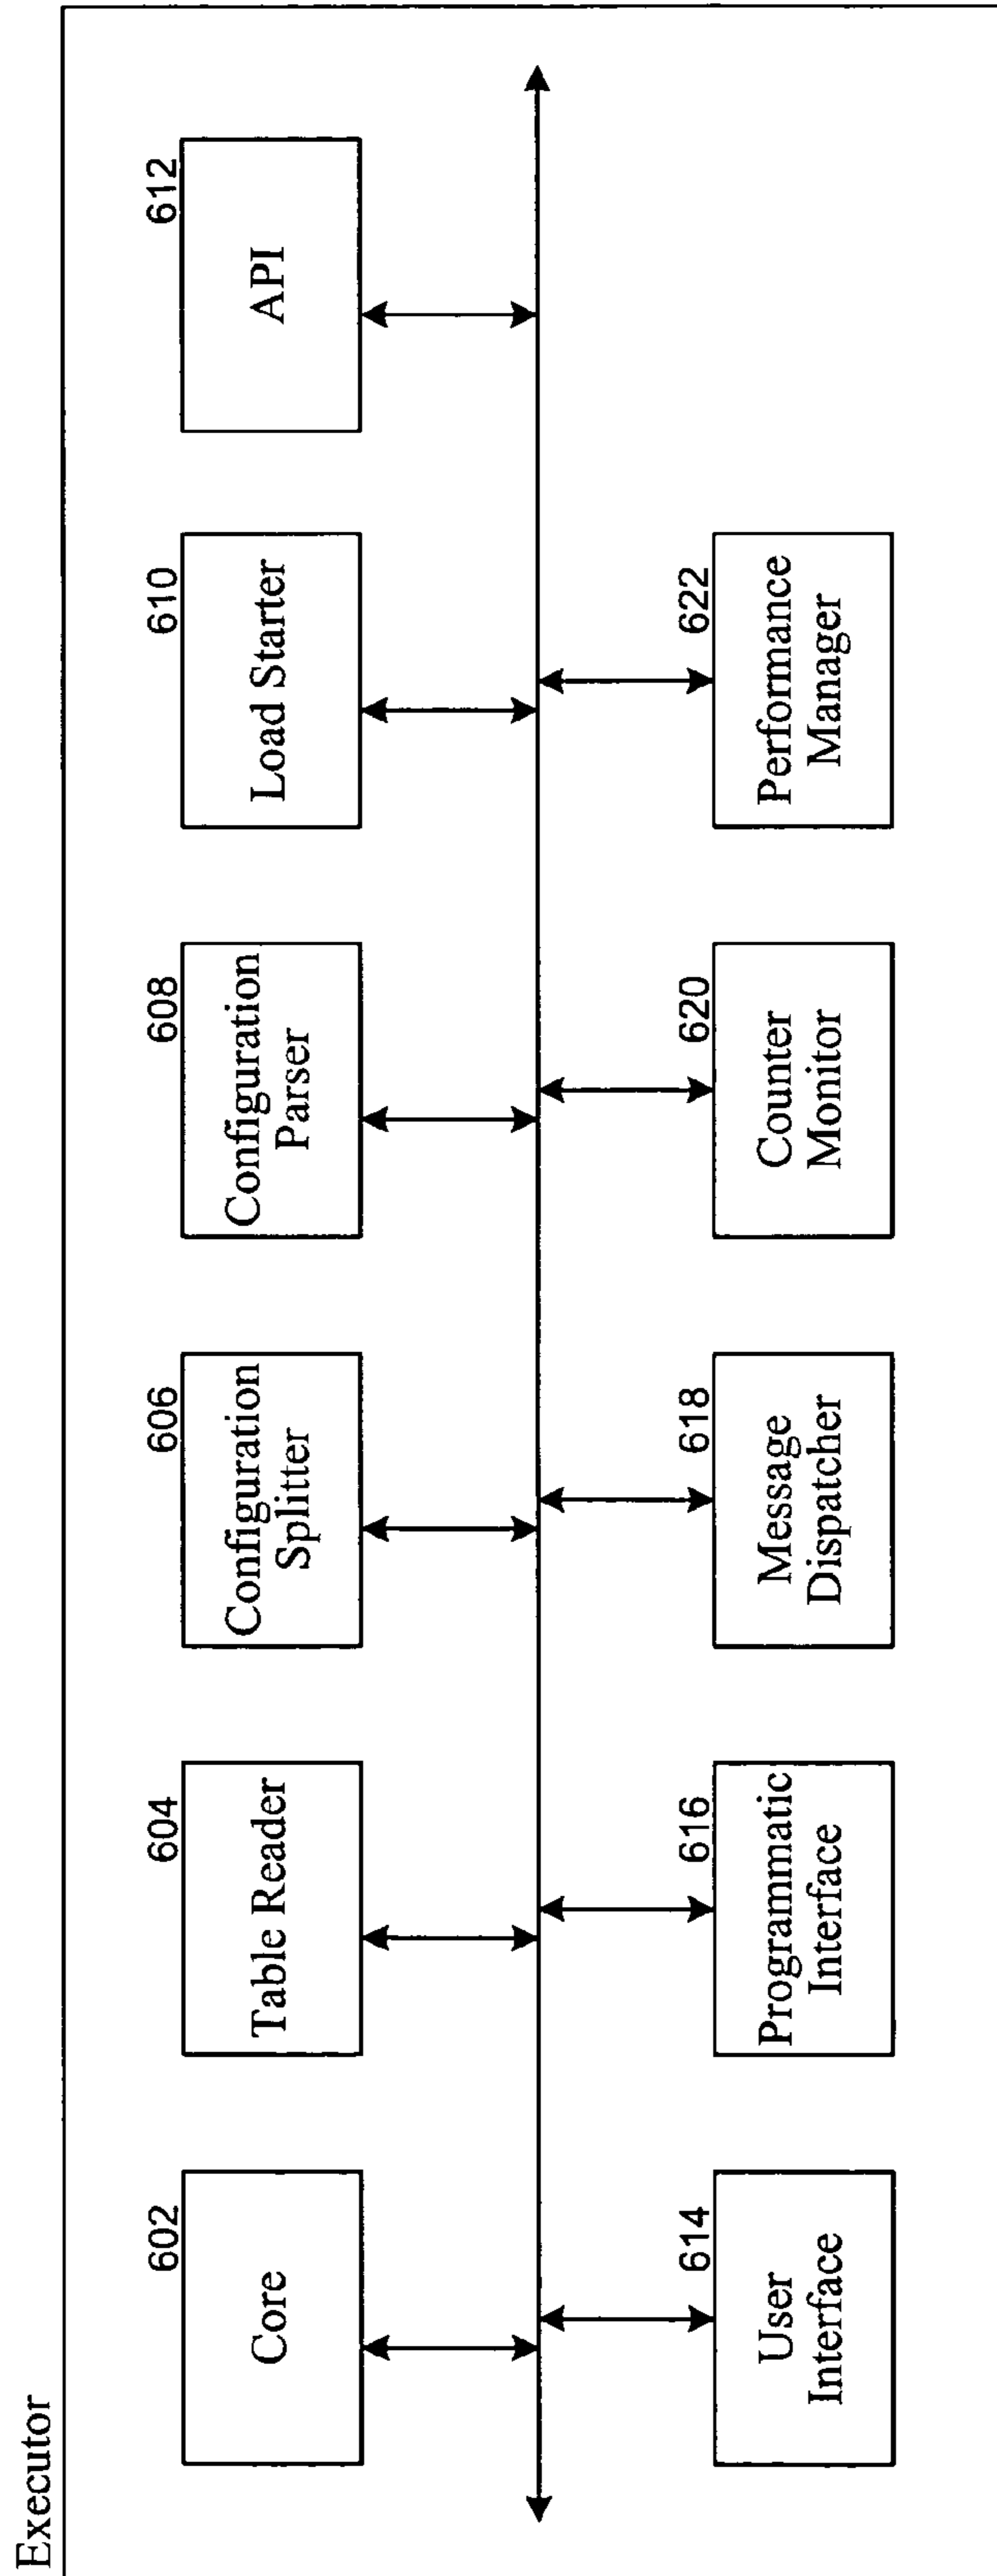 Executor
602
Core
604
Table Reader
606
Configuration
Splitter
608
Configuration
Parser
610
Load Starter
612
API
614
User
Interface
616
Programmatic
Interface
618
Message
Dispatcher
620
Counter
Monitor
622
Performance
Manager